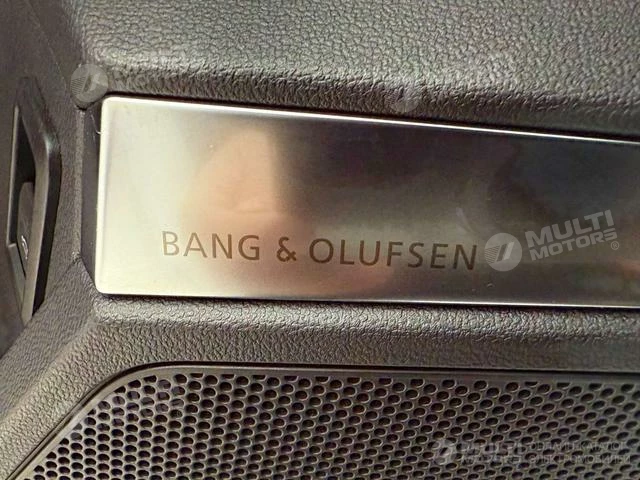 BANG & OLUFSEN
MULTI
MOTORS®